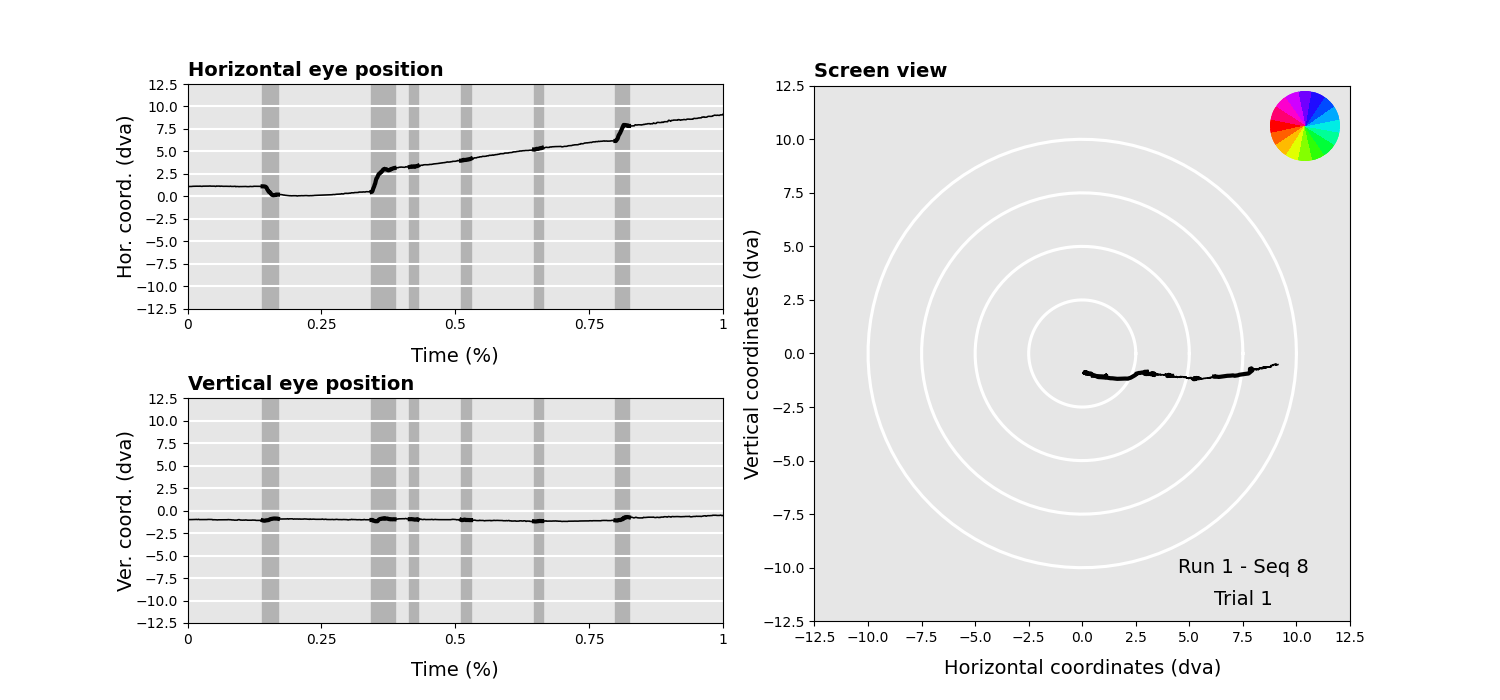 Horizontal eye position
Hor. coord. (dva)
12.5
10.0
7.5
5.0
2.5
0.0
−2.5
−5.0
−7.5
−10.0
−12.5
0 0.25 0.5 0.75 1
Time (%)
Vertical eye position
Ver. coord. (dva)
12.5
10.0
7.5
5.0
2.5
0.0
−2.5
−5.0
−7.5
−10.0
−12.5
0 0.25 0.5 0.75 1
Time (%)
Screen view
Vertical coordinates (dva)
12.5
10.0
7.5
5.0
2.5
0.0
−2.5
−5.0
−7.5
−10.0
−12.5
Run 1 - Seq 8
Trial 1
−12.5 −10.0 −7.5 −5.0 −2.5 0.0 2.5 5.0 7.5 10.0 12.5
Horizontal coordinates (dva)